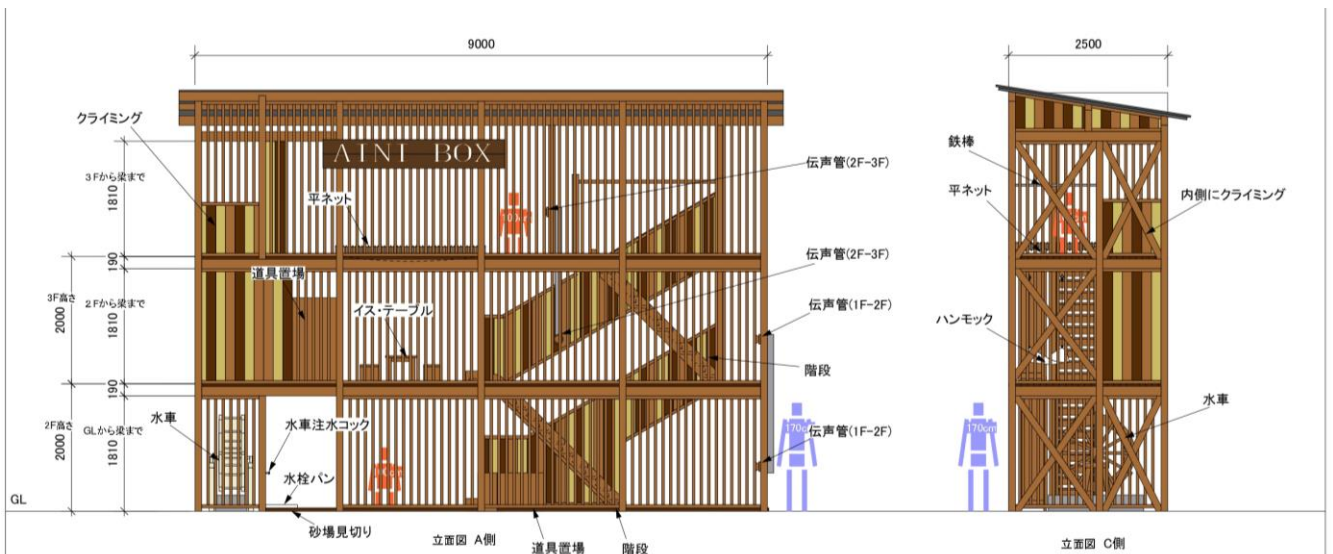 9000
2500
クライミング
AINI BOX
伝声管(2F-3F)
鉄棒
平ネット
内側にクライミング
3Fから梁まで
1810
平ネット
100cm
190
道具置場
伝声管(2F-3F)
3F高さ
2000
2Fから梁まで
1810
イス・テーブル
伝声管(1F-2F)
ハンモック
階段
190
水車
水車注水コック
170cm
170cm
水車
2F高さ
2000
GLから梁まで
1810
伝声管(1F-2F)
水栓パン
GL
砂場見切り
立面図 A側
道具置場
階段
立面図 C側